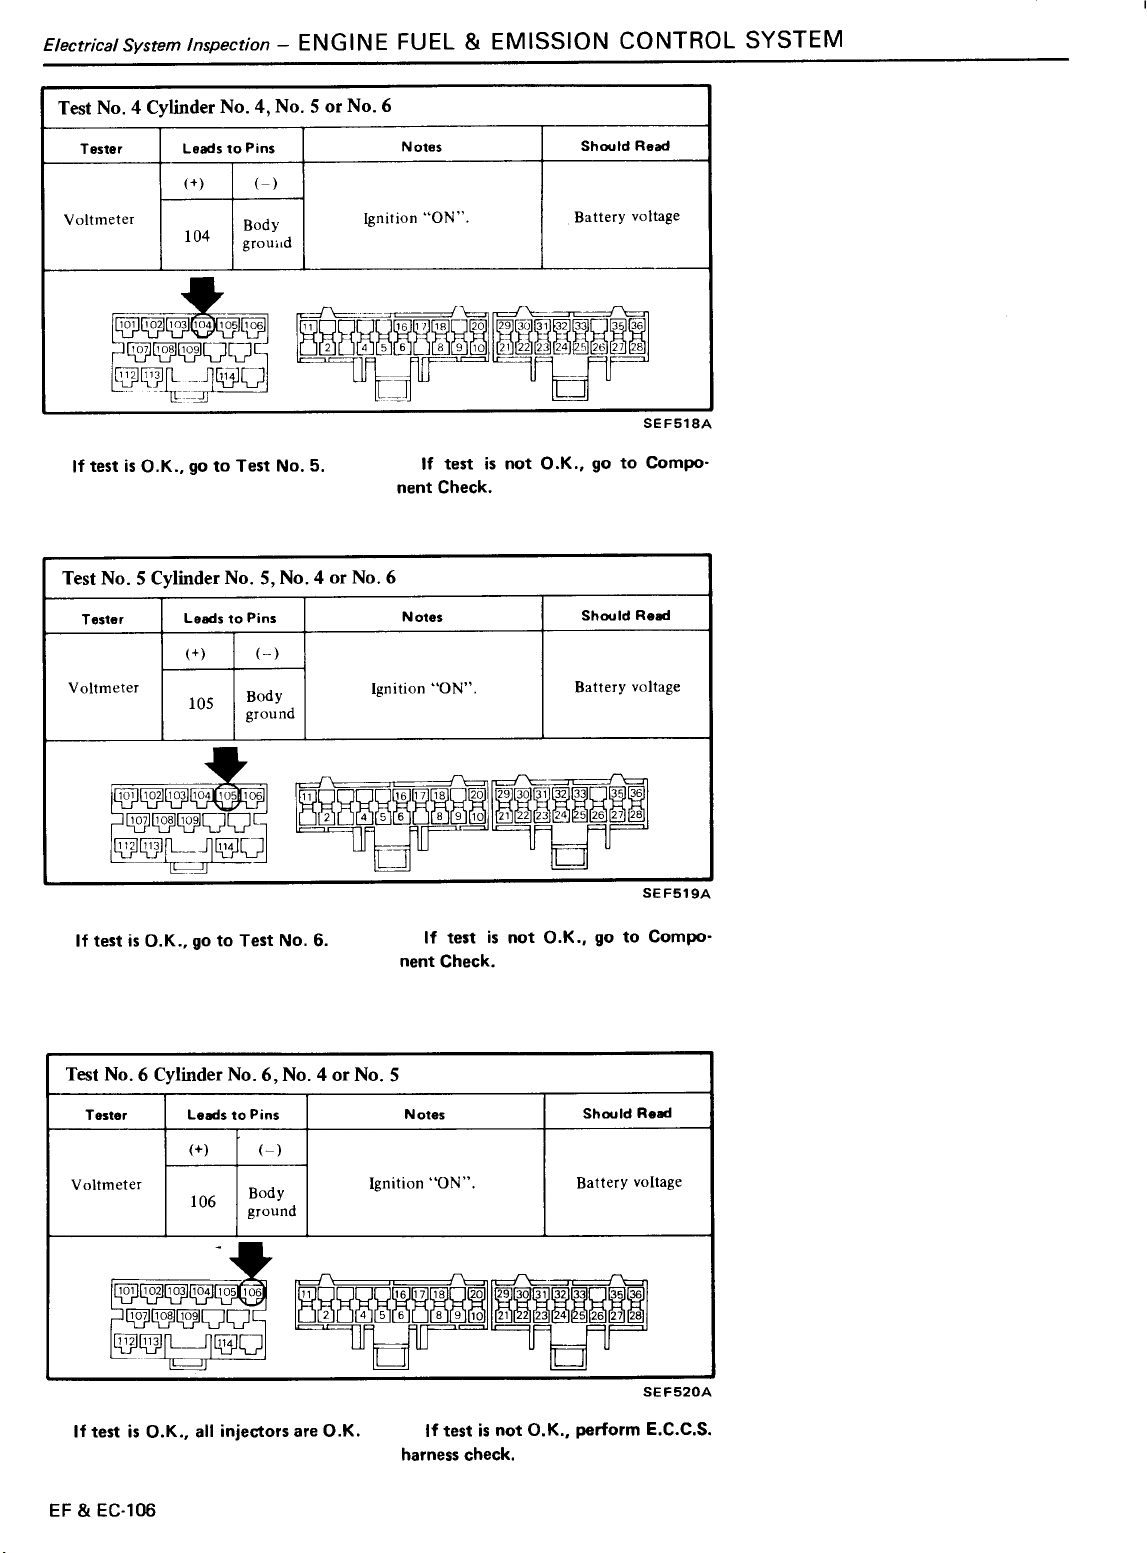 Electrical System Inspection – ENGINE FUEL & EMISSION CONTROL SYSTEM
Test No. 4 Cylinder No. 4, No. 5 or No. 6
Tester Leads to Pins Notes Should Read
(+) (–)
Voltmeter 104 Body ground Ignition “ON”. Battery voltage
101 102 103 104 105 106
107 108 109
112 113 114
11 16 17 18 20
2 4 5 6 8 9 10
29 30 31 32 33 35 36
21 22 23 24 25 26 27 28
SEF518A
If test is O.K., go to Test No. 5.
If test is not O.K., go to Compo-
nent Check.
Test No. 5 Cylinder No. 5, No. 4 or No. 6
Tester Leads to Pins Notes Should Read
(+) (–)
Voltmeter 105 Body ground Ignition “ON”. Battery voltage
101 102 103 104 105 106
107 108 109
112 113 114
11 16 17 18 20
2 4 5 6 8 9 10
29 30 31 32 33 35 36
21 22 23 24 25 26 27 28
SEF519A
If test is O.K., go to Test No. 6.
If test is not O.K., go to Compo-
nent Check.
Test No. 6 Cylinder No. 6, No. 4 or No. 5
Tester Leads to Pins Notes Should Read
(+) (–)
Voltmeter 106 Body ground Ignition “ON”. Battery voltage
101 102 103 104 105 106
107 108 109
112 113 114
11 16 17 18 20
2 4 5 6 8 9 10
29 30 31 32 33 35 36
21 22 23 24 25 26 27 28
SEF520A
If test is O.K., all injectors are O.K.
If test is not O.K., perform E.C.C.S.
harness check.
EF & EC-106